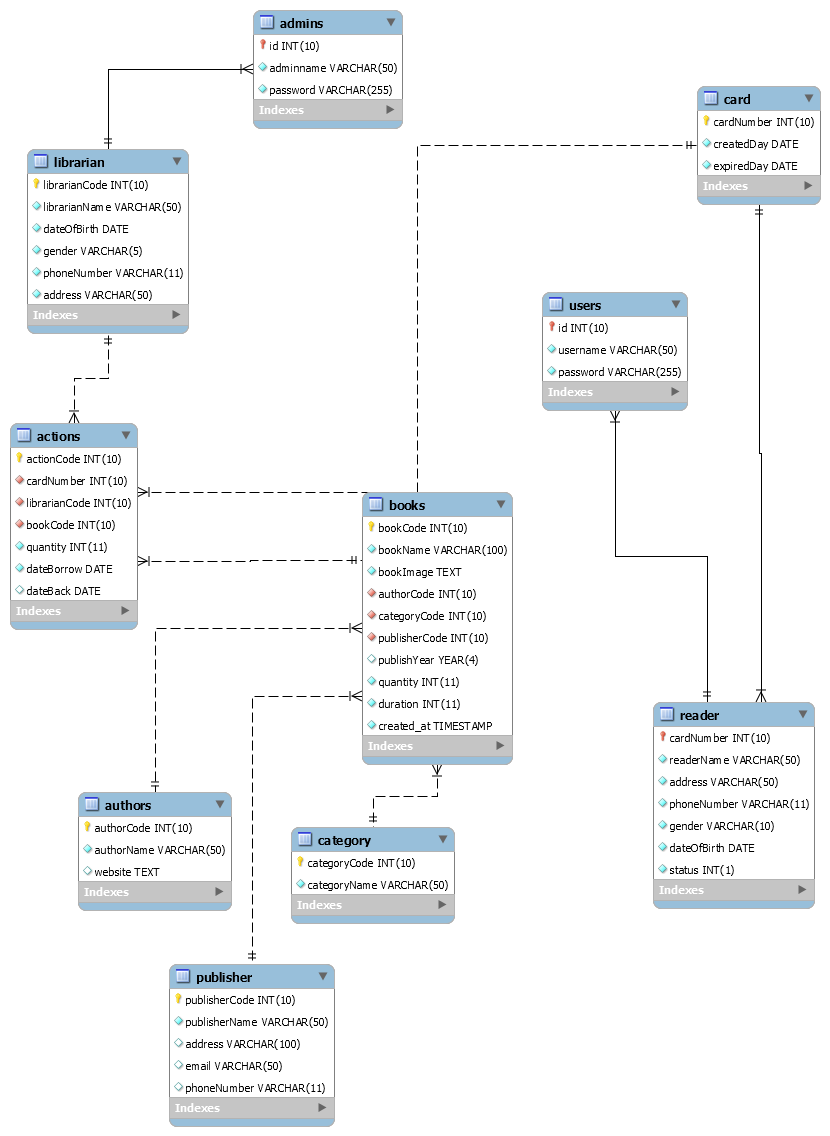 admins
id INT(10)
adminname VARCHAR(50)
password VARCHAR(255)
Indexes
card
cardNumber INT(10)
createdDay DATE
expiredDay DATE
Indexes
librarian
librarianCode INT(10)
librarianName VARCHAR(50)
dateOfBirth DATE
gender VARCHAR(5)
phoneNumber VARCHAR(11)
address VARCHAR(50)
Indexes
users
id INT(10)
username VARCHAR(50)
password VARCHAR(255)
Indexes
actions
actionCode INT(10)
cardNumber INT(10)
librarianCode INT(10)
bookCode INT(10)
quantity INT(11)
dateBorrow DATE
dateBack DATE
Indexes
books
bookCode INT(10)
bookName VARCHAR(100)
bookImage TEXT
authorCode INT(10)
categoryCode INT(10)
publisherCode INT(10)
publishYear YEAR(4)
quantity INT(11)
duration INT(11)
created_at TIMESTAMP
Indexes
reader
cardNumber INT(10)
readerName VARCHAR(50)
address VARCHAR(50)
phoneNumber VARCHAR(11)
gender VARCHAR(10)
dateOfBirth DATE
status INT(1)
Indexes
authors
authorCode INT(10)
authorName VARCHAR(50)
website TEXT
Indexes
category
categoryCode INT(10)
categoryName VARCHAR(50)
Indexes
publisher
publisherCode INT(10)
publisherName VARCHAR(50)
address VARCHAR(100)
email VARCHAR(50)
phoneNumber VARCHAR(11)
Indexes